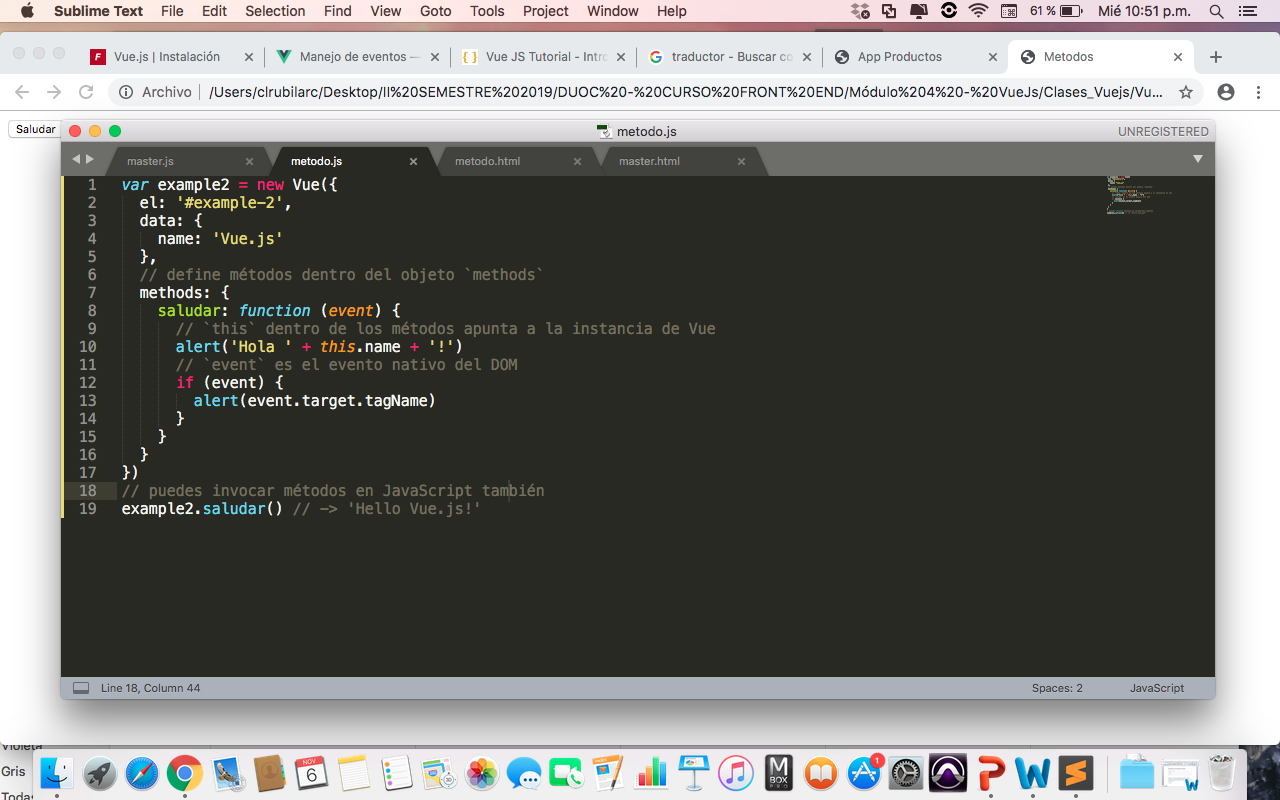 Sublime Text File Edit Selection Find View Goto Tools Project Window Help 61 % Mié 10:51 p.m.
Vue.js | Instalación Manejo de eventos — Vue JS Tutorial - Intro traductor - Buscar co App Productos Metodos
Archivo /Users/clrubilarc/Desktop/II%20SEMESTRE%202019/DUOC%20-%20CURSO%20FRONT%20END/Módulo%204%20-%20VueJs/Clases_Vuejs/Vu...
Saludar
metodo.js UNREGISTERED
master.js metodo.js metodo.html master.html
1 var example2 = new Vue({
2 el: '#example-2',
3 data: {
4 name: 'Vue.js'
5 },
6 // define métodos dentro del objeto `methods`
7 methods: {
8 saludar: function (event) {
9 // `this` dentro de los métodos apunta a la instancia de Vue
10 alert('Hola ' + this.name + '!')
11 // `event` es el evento nativo del DOM
12 if (event) {
13 alert(event.target.tagName)
14 }
15 }
16 }
17 })
18 // puedes invocar métodos en JavaScript también
19 example2.saludar() // -> 'Hello Vue.js!'
Line 18, Column 44 Spaces: 2 JavaScript
Violeta
Gris
Todas
NOV
6
M
BOX
PRO
1